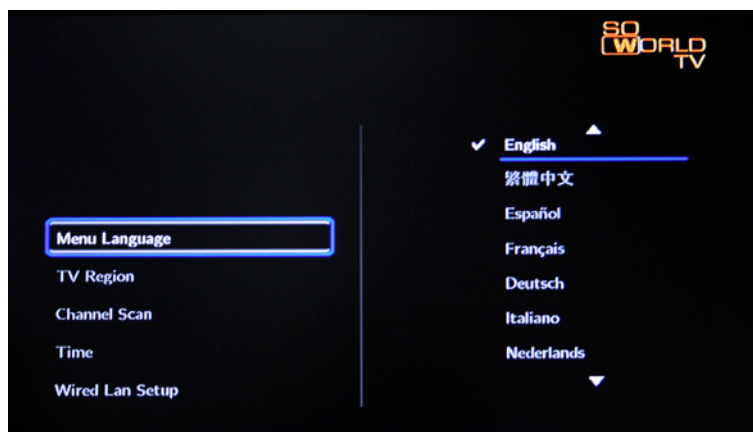 SO
WORLD
TV
Menu Language
TV Region
Channel Scan
Time
Wired Lan Setup
English
繁體中文
Español
Français
Deutsch
Italiano
Nederlands